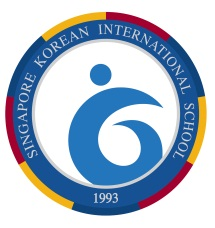 SINGAPORE KOREAN INTERNATIONAL SCHOOL
1993